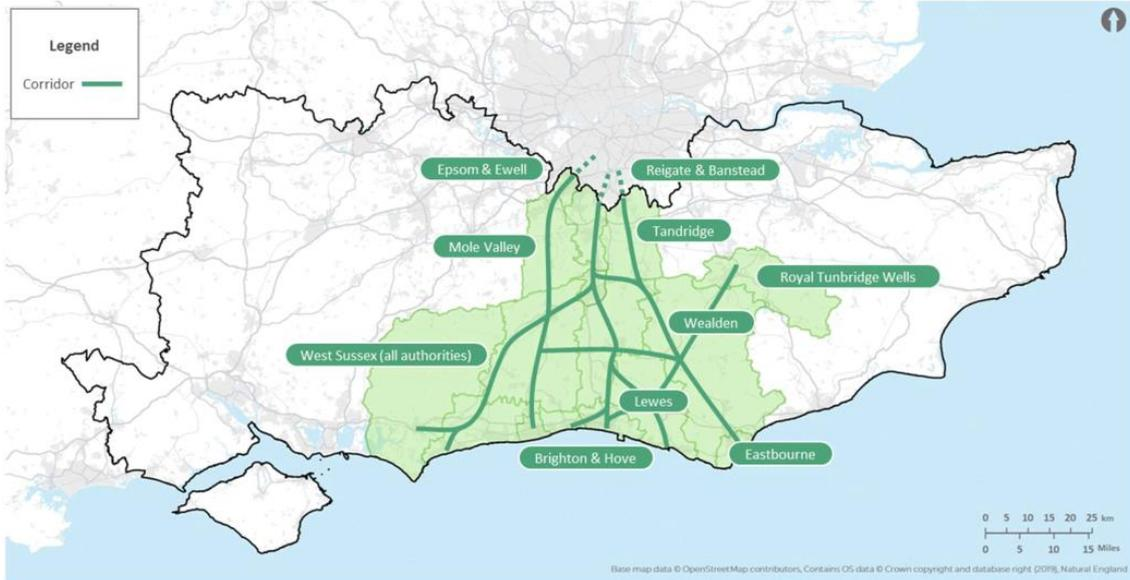 Legend
Corridor
Epsom & Ewell
Reigate & Banstead
Mole Valley
Tandridge
Royal Tunbridge Wells
Wealden
West Sussex (all authorities)
Lewes
Brighton & Hove
Eastbourne
0 5 10 15 20 25 km
0 5 10 15 Miles
Base map data © OpenStreetMap contributors, Contains OS data © Crown copyright and database right (2019), Natural England